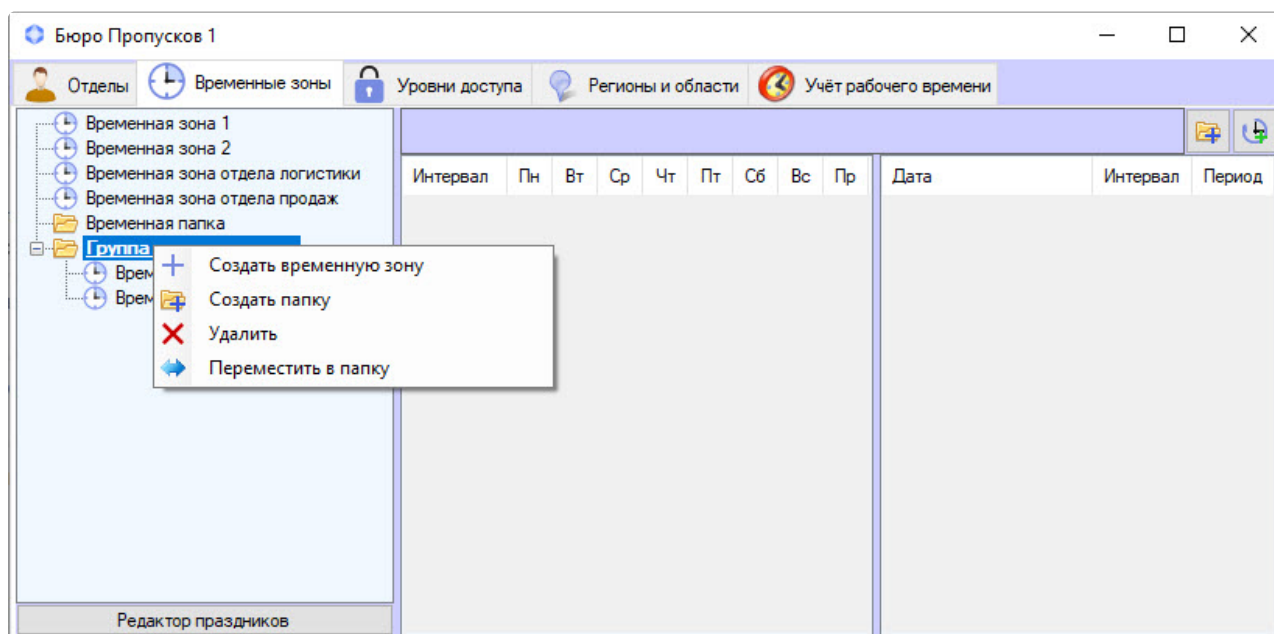 Бюро Пропусков 1
Отделы Временные зоны Уровни доступа Регионы и области Учёт рабочего времени
Временная зона 1
Временная зона 2
Временная зона отдела логистики
Временная зона отдела продаж
Временная папка
Группа
Врем
Врем
Создать временную зону
Создать папку
Удалить
Переместить в папку
Редактор праздников
Интервал Пн Вт Ср Чт Пт Сб Вс Пр
Дата Интервал Период